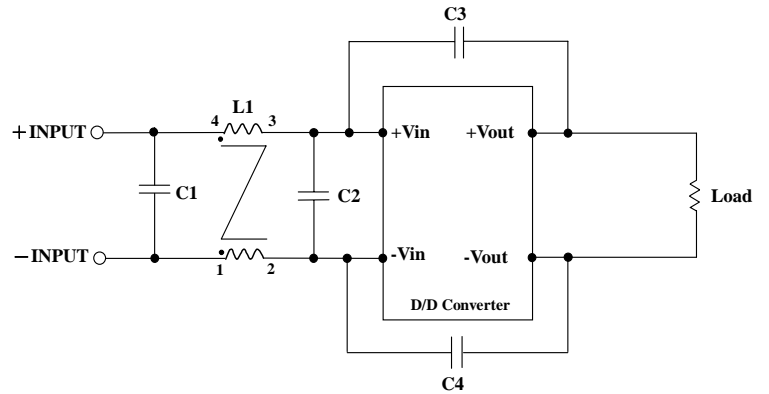 C3
L1
4 3
+INPUT
+Vin
+Vout
C1
C2
Load
−INPUT
-Vin
-Vout
1 2
D/D Converter
C4